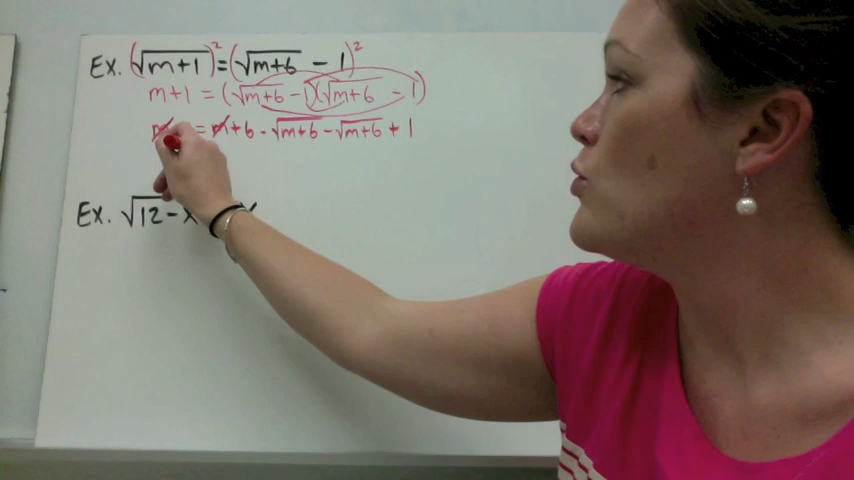 Ex. (√m+1)² = (√m+6 - 1)²
m+1 = (√m+6 - 1)(√m+6 - 1)
m = m+6 - √m+6 - √m+6 + 1
Ex. √12-x